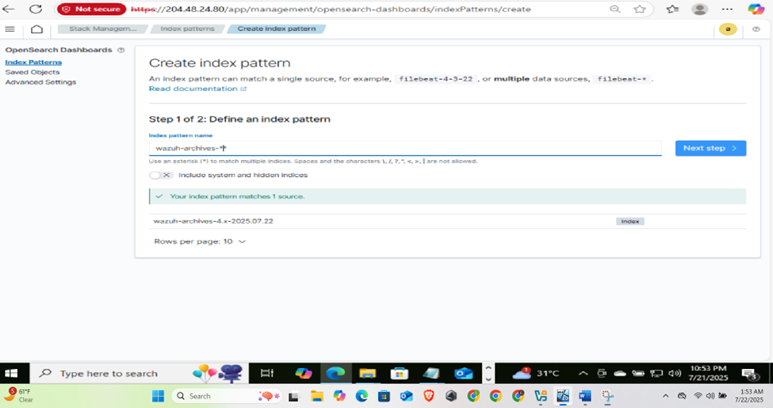 Not secure https://204.48.24.80/app/management/opensearch-dashboards/indexPatterns/create
Stack Managem... Index patterns Create index pattern a
OpenSearch Dashboards
Index Patterns
Saved Objects
Advanced Settings
Create index pattern
An index pattern can match a single source, for example, filebeat-4-3-22 , or multiple data sources, filebeat-* .
Read documentation
Step 1 of 2: Define an index pattern
Index pattern name
wazuh-archives-*
Next step
Use an asterisk (*) to match multiple indices. Spaces and the characters \, /, ?, ", <, >, | are not allowed.
Include system and hidden indices
Your index pattern matches 1 source.
wazuh-archives-4.x-2025.07.22 Index
Rows per page: 10
Type here to search
31°C
10:53 PM
7/21/2025
3
61°F
Clear
Search
1:53 AM
7/22/2025